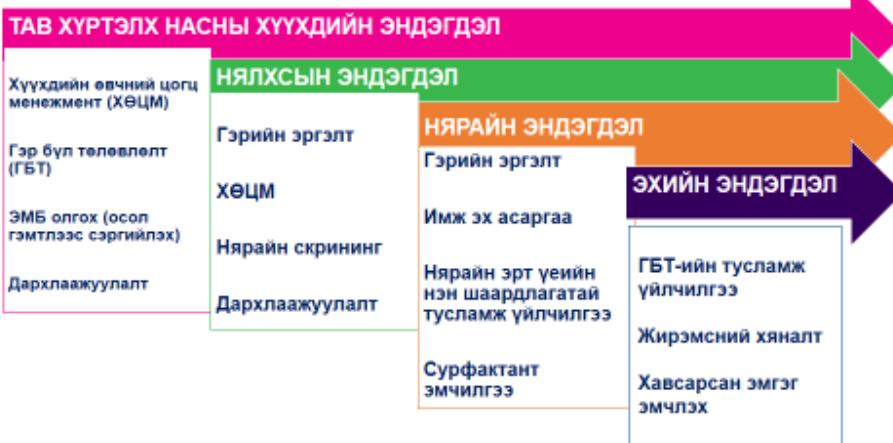 ТАВ ХҮРТЭЛХ НАСНЫ ХҮҮХДИЙН ЭНДЭГДЭЛ
Хүүхдийн өвчний цогц
менежмент (ХӨЦМ)
Гэр бүл төлөвлөлт
(ГБТ)
ЭМБ олгох (осол
гэмтлээс сэргийлэх)
Дархлаажуулалт
НЯЛХСЫН ЭНДЭГДЭЛ
Гэрийн эргэлт
ХӨЦМ
Нярайн скрининг
Дархлаажуулалт
НЯРАЙН ЭНДЭГДЭЛ
Гэрийн эргэлт
Имж эх асаргаа
Нярайн эрт үеийн
нэн шаардлагатай
тусламж үйлчилгээ
Сурфактант
эмчилгээ
ЭХИЙН ЭНДЭГДЭЛ
ГБТ-ийн тусламж
үйлчилгээ
Жирэмсний хяналт
Хавсарсан эмгэг
эмчлэх